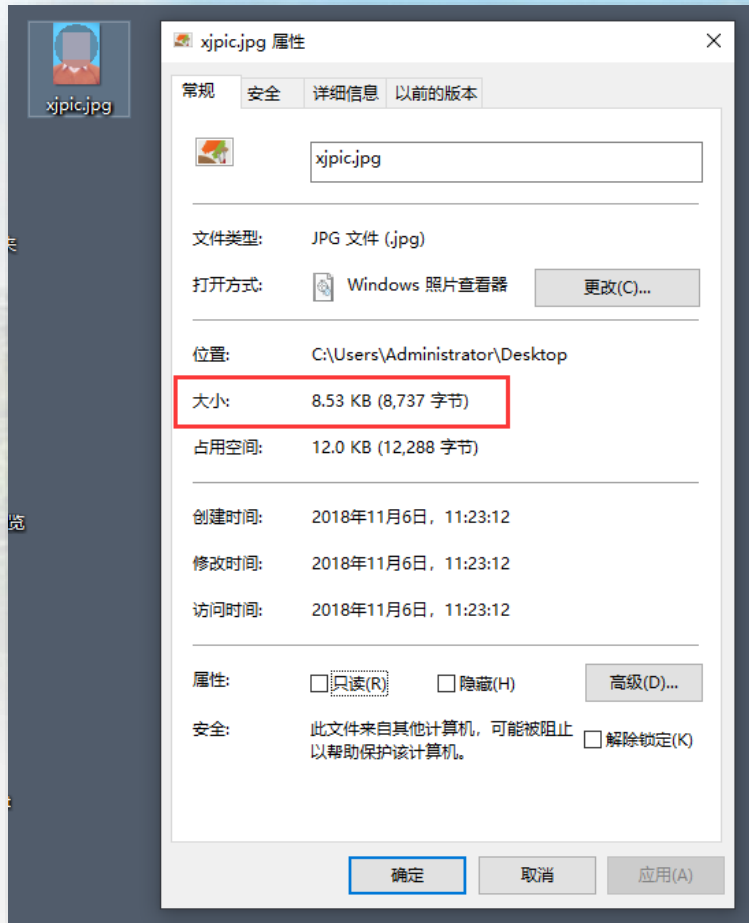 xjpic.jpg 属性
xjpic.jpg
常规 安全 详细信息 以前的版本
xjpic.jpg
文件类型: JPG 文件 (.jpg)
打开方式: Windows 照片查看器 更改(C)...
位置: C:\Users\Administrator\Desktop
大小: 8.53 KB (8,737 字节)
占用空间: 12.0 KB (12,288 字节)
创建时间: 2018年11月6日，11:23:12
览
修改时间: 2018年11月6日，11:23:12
访问时间: 2018年11月6日，11:23:12
属性: 只读(R) 隐藏(H) 高级(D)...
安全: 此文件来自其他计算机，可能被阻止
以帮助保护该计算机。 解除锁定(K)
确定 取消 应用(A)